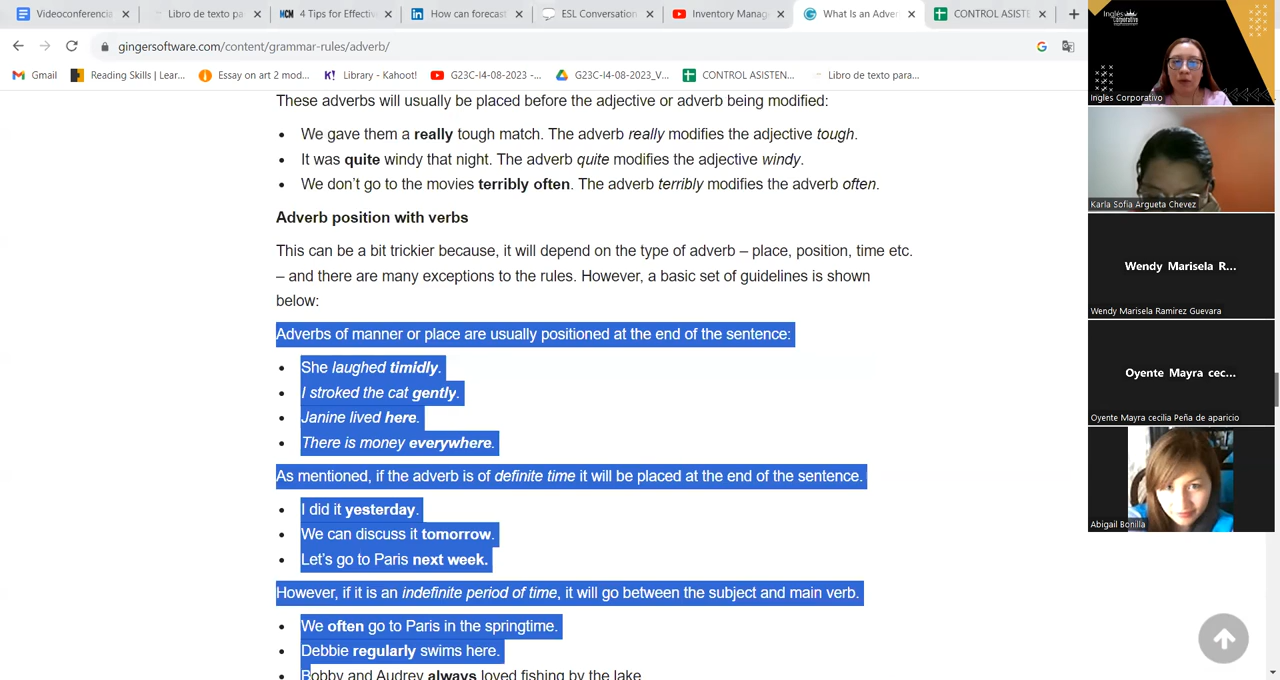 Videoconferencia
Libro de texto pa
4 Tips for Effectiv
How can forecast
ESL Conversation
Inventory Manag
What Is an Adver
CONTROL ASISTE
gingersoftware.com/content/grammar-rules/adverb/
Gmail
Reading Skills | Lear...
Essay on art 2 mod...
Library - Kahoot!
G23C-I4-08-2023 -...
G23C-I4-08-2023_V...
CONTROL ASISTEN...
Libro de texto para...
These adverbs will usually be placed before the adjective or adverb being modified:
• We gave them a really tough match. The adverb really modifies the adjective tough.
• It was quite windy that night. The adverb quite modifies the adjective windy.
• We don’t go to the movies terribly often. The adverb terribly modifies the adverb often.
Adverb position with verbs
This can be a bit trickier because, it will depend on the type of adverb – place, position, time etc.
– and there are many exceptions to the rules. However, a basic set of guidelines is shown
below:
Adverbs of manner or place are usually positioned at the end of the sentence:
• She laughed timidly.
• I stroked the cat gently.
• Janine lived here.
• There is money everywhere.
As mentioned, if the adverb is of definite time it will be placed at the end of the sentence.
• I did it yesterday.
• We can discuss it tomorrow.
• Let’s go to Paris next week.
However, if it is an indefinite period of time, it will go between the subject and main verb.
• We often go to Paris in the springtime.
• Debbie regularly swims here.
• Bobby and Audrey always loved fishing by the lake
Inglés
Corporativo
Ingles Corporativo
Karla Sofia Argueta Chevez
Wendy Marisela R...
Wendy Marisela Ramirez Guevara
Oyente Mayra cec...
Oyente Mayra cecilia Peña de aparicio
Abigail Bonilla